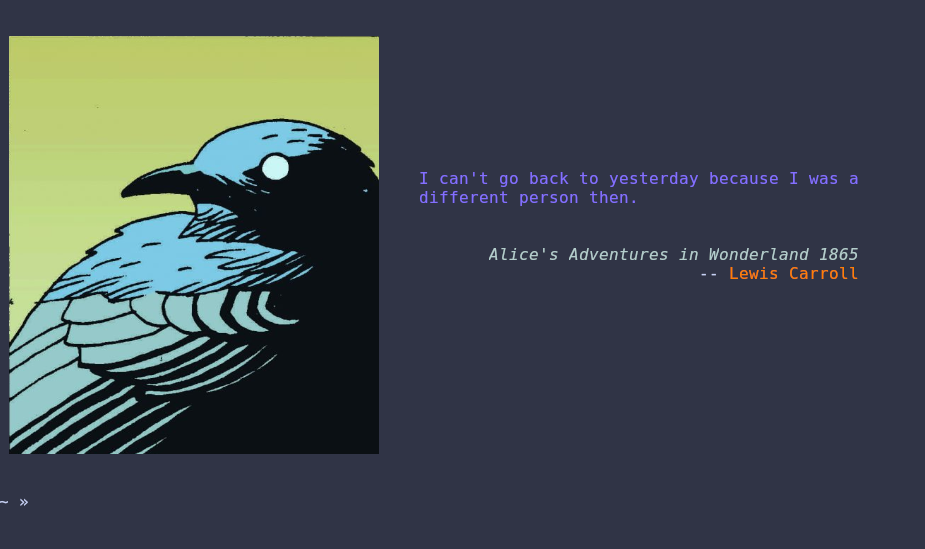 I can't go back to yesterday because I was a
different person then.
Alice's Adventures in Wonderland 1865
-- Lewis Carroll
~ »